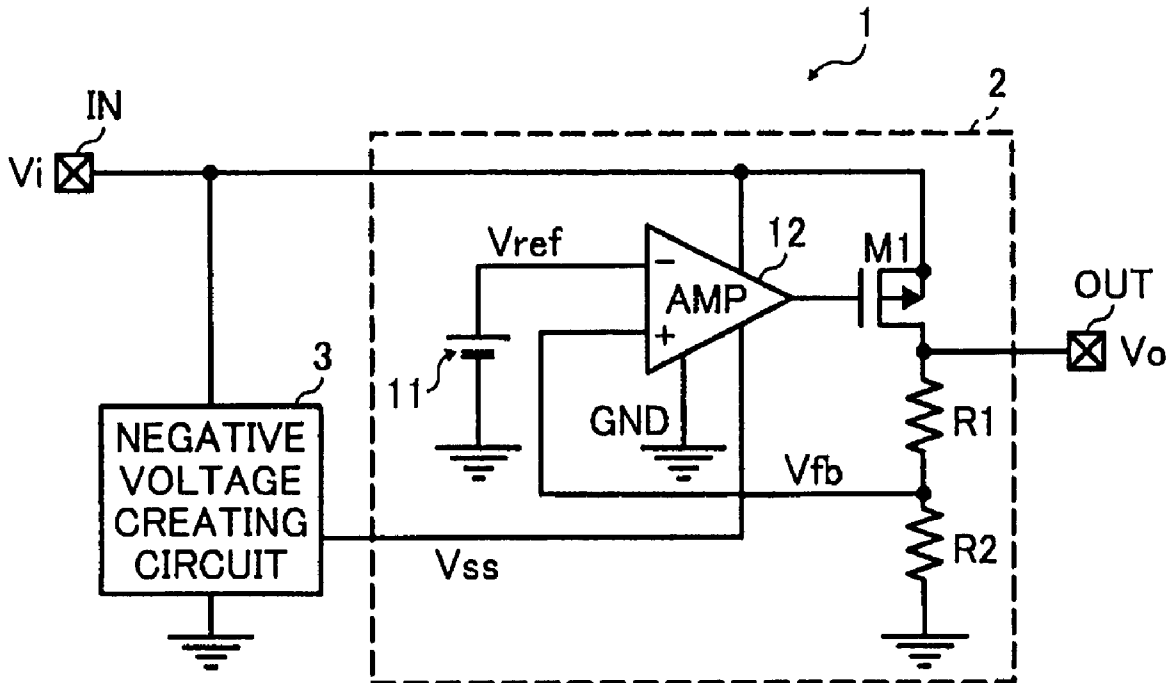 1
2
IN
Vi
Vref
12
M1
−
AMP
+
OUT
Vo
11
3
GND
R1
NEGATIVE
VOLTAGE
CREATING
CIRCUIT
Vfb
R2
Vss